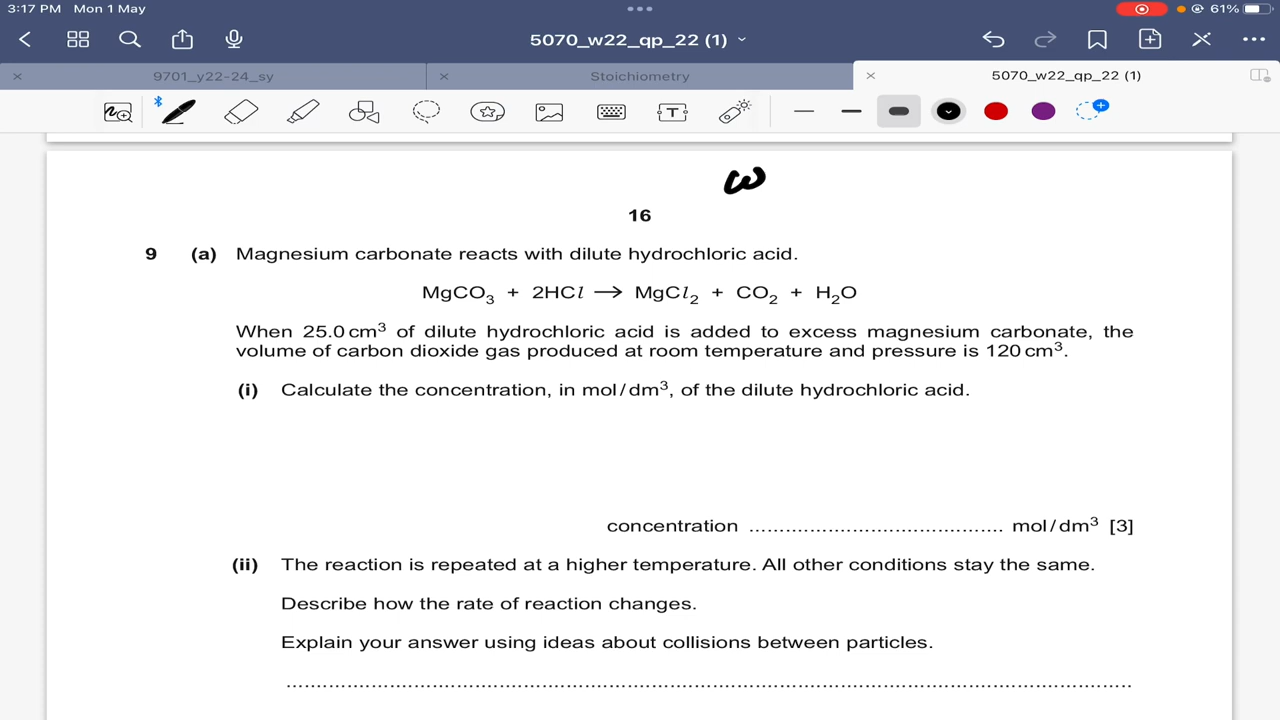 3:17 PM Mon 1 May
61%
5070_w22_qp_22 (1)
9701_y22-24_sy
Stoichiometry
5070_w22_qp_22 (1)
T
ω
16
9 (a) Magnesium carbonate reacts with dilute hydrochloric acid.
MgCO₃ + 2HCl → MgCl₂ + CO₂ + H₂O
When 25.0 cm³ of dilute hydrochloric acid is added to excess magnesium carbonate, the
volume of carbon dioxide gas produced at room temperature and pressure is 120 cm³.
(i) Calculate the concentration, in mol / dm³, of the dilute hydrochloric acid.
concentration ......................................... mol / dm³ [3]
(ii) The reaction is repeated at a higher temperature. All other conditions stay the same.
Describe how the rate of reaction changes.
Explain your answer using ideas about collisions between particles.